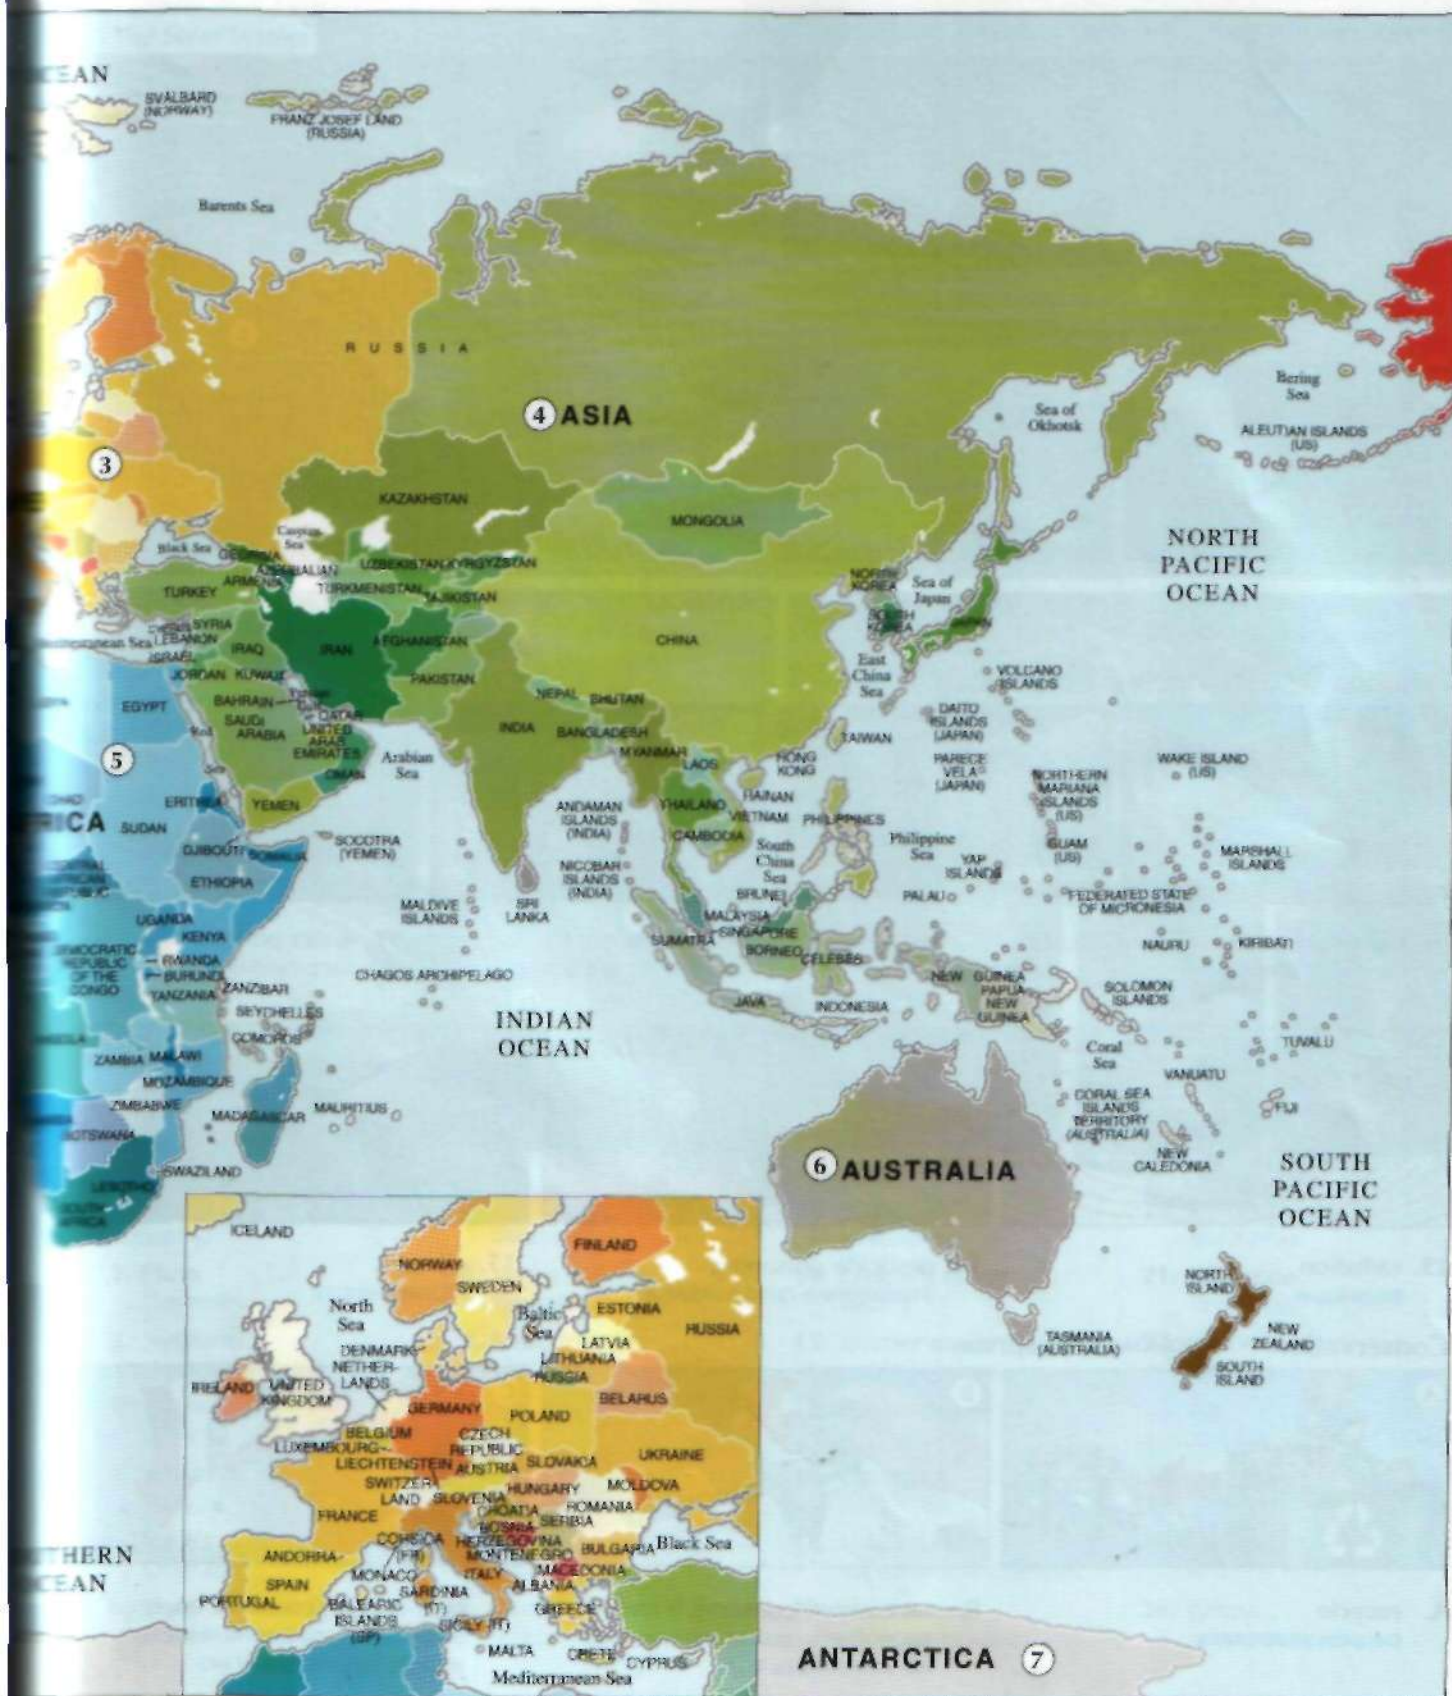 SVALBARD
(NORWAY)
FRANZ JOSEF LAND
(RUSSIA)
Barents Sea
RUSSIA
4 ASIA
3
Sea of
Okhotsk
Bering
Sea
ALEUTIAN ISLANDS
(US)
KAZAKHSTAN
MONGOLIA
Caspian
Sea
Black Sea
GEORGIA
UZBEKISTAN
KYRGYZSTAN
ARMENIA
TURKMENISTAN
TAJIKISTAN
TURKEY
NORTH
PACIFIC
OCEAN
NORTH
KOREA
Sea of
Japan
SOUTH
KOREA
JAPAN
SYRIA
LEBANON
ISRAEL
IRAQ
IRAN
AFGHANISTAN
CHINA
JORDAN
KUWAIT
PAKISTAN
East
China
Sea
VOLCANO
ISLANDS
EGYPT
BAHRAIN
QATAR
SAUDI
ARABIA
UNITED
ARAB
EMIRATES
OMAN
Red
Sea
NEPAL
BHUTAN
INDIA
BANGLADESH
MYANMAR
LAOS
DAITO
ISLANDS
(JAPAN)
TAIWAN
HONG
KONG
PARECE
VELA
(JAPAN)
WAKE ISLAND
(US)
5
Arabian
Sea
NORTHERN
MARIANA
ISLANDS
(US)
ERITREA
YEMEN
SUDAN
DJIBOUTI
SOMALIA
ETHIOPIA
SOCOTRA
(YEMEN)
ANDAMAN
ISLANDS
(INDIA)
NICOBAR
ISLANDS
(INDIA)
THAILAND
HAINAN
VIETNAM
CAMBODIA
PHILIPPINES
South
China
Sea
Philippine
Sea
GUAM
(US)
YAP
ISLANDS
MARSHALL
ISLANDS
PALAU
FEDERATED STATE
OF MICRONESIA
BRUNEI
MALAYSIA
SINGAPORE
SUMATRA
BORNEO
CELEBES
MALDIVE
ISLANDS
SRI
LANKA
UGANDA
KENYA
RWANDA
BURUNDI
DEMOCRATIC
REPUBLIC
OF THE
CONGO
TANZANIA
ZANZIBAR
SEYCHELLES
COMOROS
CHAGOS ARCHIPELAGO
NAURU
KIRIBATI
NEW GUINEA
PAPUA
NEW
GUINEA
SOLOMON
ISLANDS
JAVA
INDONESIA
INDIAN
OCEAN
Coral
Sea
TUVALU
VANUATU
ZAMBIA
MALAWI
MOZAMBIQUE
ZIMBABWE
MADAGASCAR
MAURITIUS
BOTSWANA
SWAZILAND
LESOTHO
SOUTH
AFRICA
CORAL SEA
ISLANDS
TERRITORY
(AUSTRALIA)
FIJI
NEW
CALEDONIA
6 AUSTRALIA
SOUTH
PACIFIC
OCEAN
NORTH
ISLAND
NEW
ZEALAND
SOUTH
ISLAND
TASMANIA
(AUSTRALIA)
ICELAND
NORWAY
FINLAND
SWEDEN
North
Sea
Baltic
Sea
ESTONIA
RUSSIA
LATVIA
LITHUANIA
RUSSIA
DENMARK
NETHER-
LANDS
IRELAND
UNITED
KINGDOM
GERMANY
POLAND
BELARUS
BELGIUM
LUXEMBOURG
CZECH
REPUBLIC
LIECHTENSTEIN
AUSTRIA
SLOVAKIA
UKRAINE
SWITZER-
LAND
SLOVENIA
HUNGARY
MOLDOVA
FRANCE
CROATIA
ROMANIA
BOSNIA
HERZEGOVINA
SERBIA
CORSICA
(FR)
MONTENEGRO
BULGARIA
Black Sea
ANDORRA
MONACO
ITALY
MACEDONIA
SPAIN
PORTUGAL
SARDINIA
(IT)
ALBANIA
BALEARIC
ISLANDS
(SP)
SICILY (IT)
GREECE
MALTA
CRETE
CYPRUS
Mediterranean Sea
ANTARCTICA 7